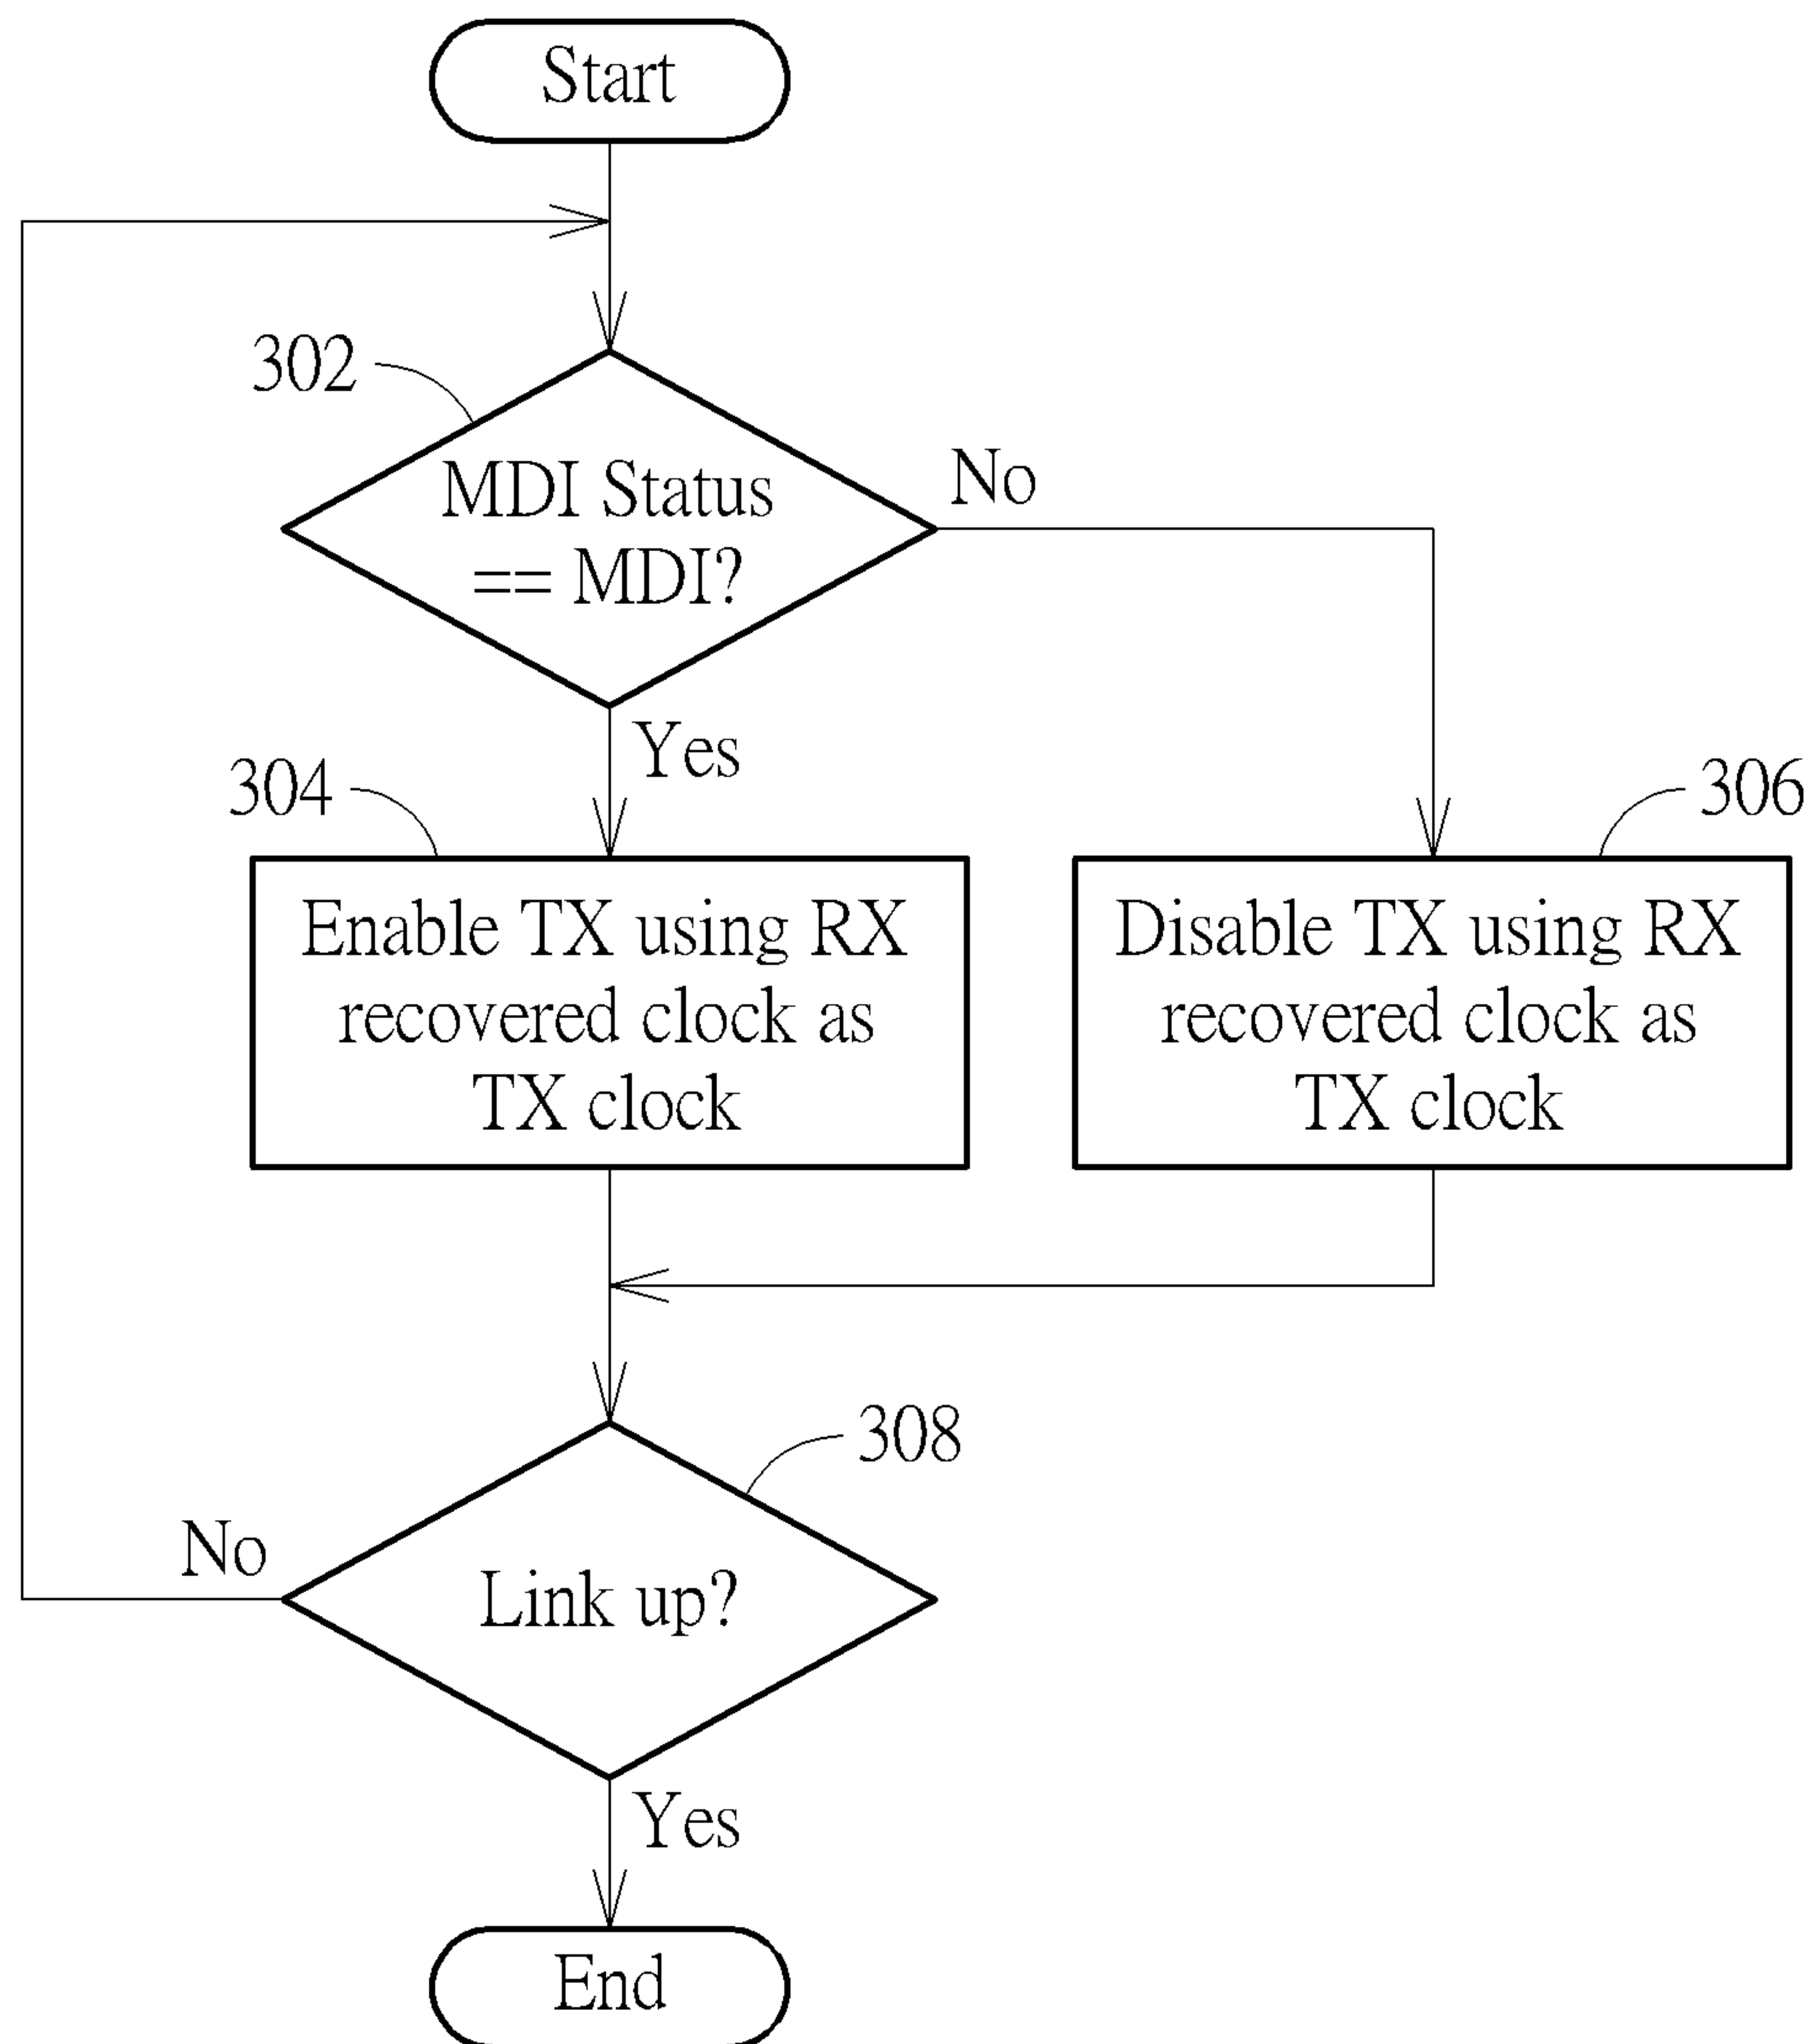 Start
302
MDI Status
== MDI?
No
Yes
304
306
Enable TX using RX
recovered clock as
TX clock
Disable TX using RX
recovered clock as
TX clock
308
No
Link up?
Yes
End